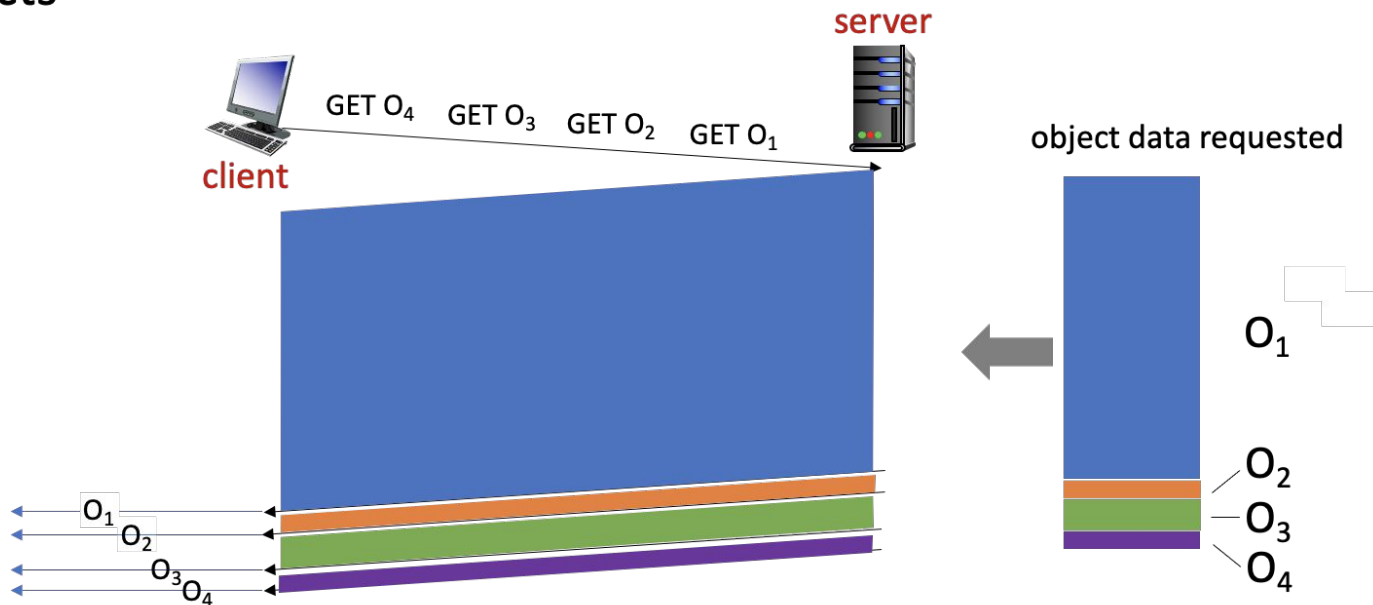 server
GET O₄ GET O₃ GET O₂ GET O₁
client
object data requested
O₁
O₂
O₃
O₄
O₁
O₂
O₃
O₄